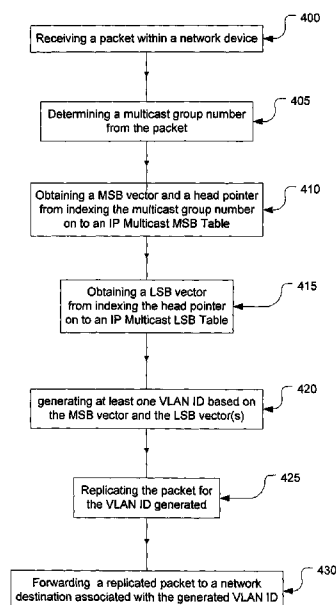 400
Receiving a packet within a network device
405
Determining a multicast group number
from the packet
410
Obtaining a MSB vector and a head pointer
from indexing the multicast group number
on to an IP Multicast MSB Table
415
Obtaining a LSB vector
from indexing the head pointer
on to an IP Multicast LSB Table
420
generating at least one VLAN ID based on
the MSB vector and the LSB vector(s)
425
Replicating the packet for
the VLAN ID generated
430
Forwarding a replicated packet to a network
destination associated with the generated VLAN ID